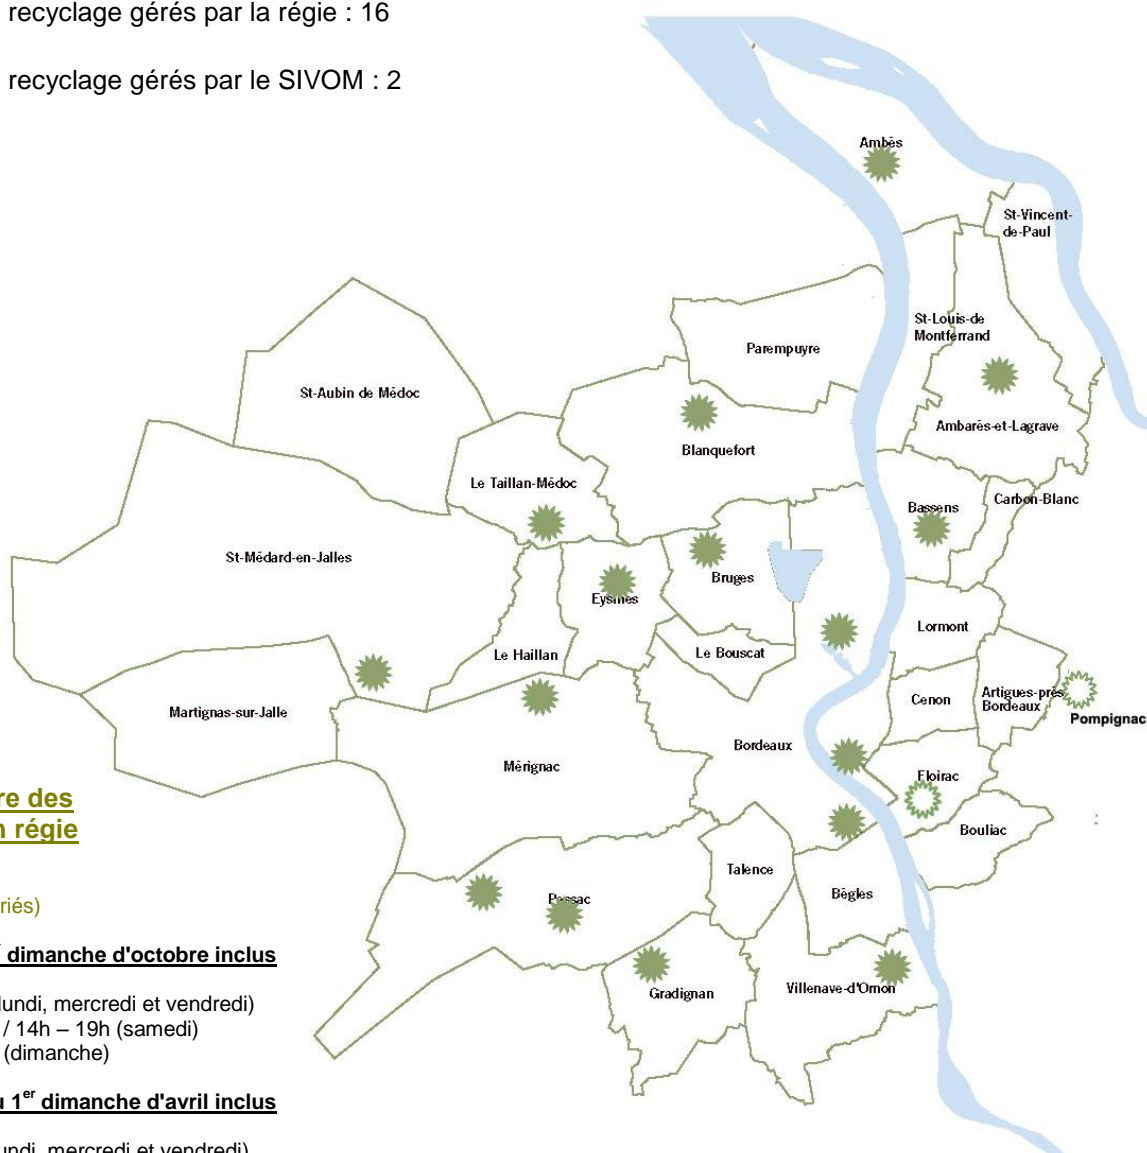 recyclage gérés par la régie : 16
recyclage gérés par le SIVOM : 2
Ambès
St-Vincent-
de-Paul
St-Louis-de
Montferrand
Parempuyre
St-Aubin de Médoc
Ambarès-et-Lagrave
Blanquefort
Le Taillan-Médoc
Carbon-Blanc
Bassens
St-Médard-en-Jalles
Bruges
Eysines
Lormont
Le Bouscat
Le Haillan
Artigues-près
Bordeaux
Cenon
Martignas-sur-Jalle
Pompignac
Bordeaux
Mérignac
Floirac
Bouliac
Talence
Bègles
Pessac
Villenave-d'Ornon
Gradignan
re des
n régie
riés)
dimanche d'octobre inclus
lundi, mercredi et vendredi)
/ 14h – 19h (samedi)
(dimanche)
u 1er dimanche d'avril inclus
undi, mercredi et vendredi)